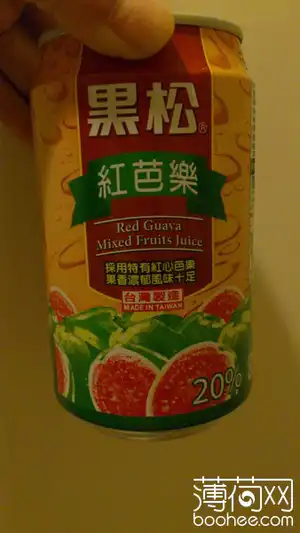 黑松®
紅芭樂
Red Guava
Mixed Fruits Juice
採用特有紅心芭樂
果香濃郁風味十足
台灣製造
MADE IN TAIWAN
20%
薄荷网
boohee.com